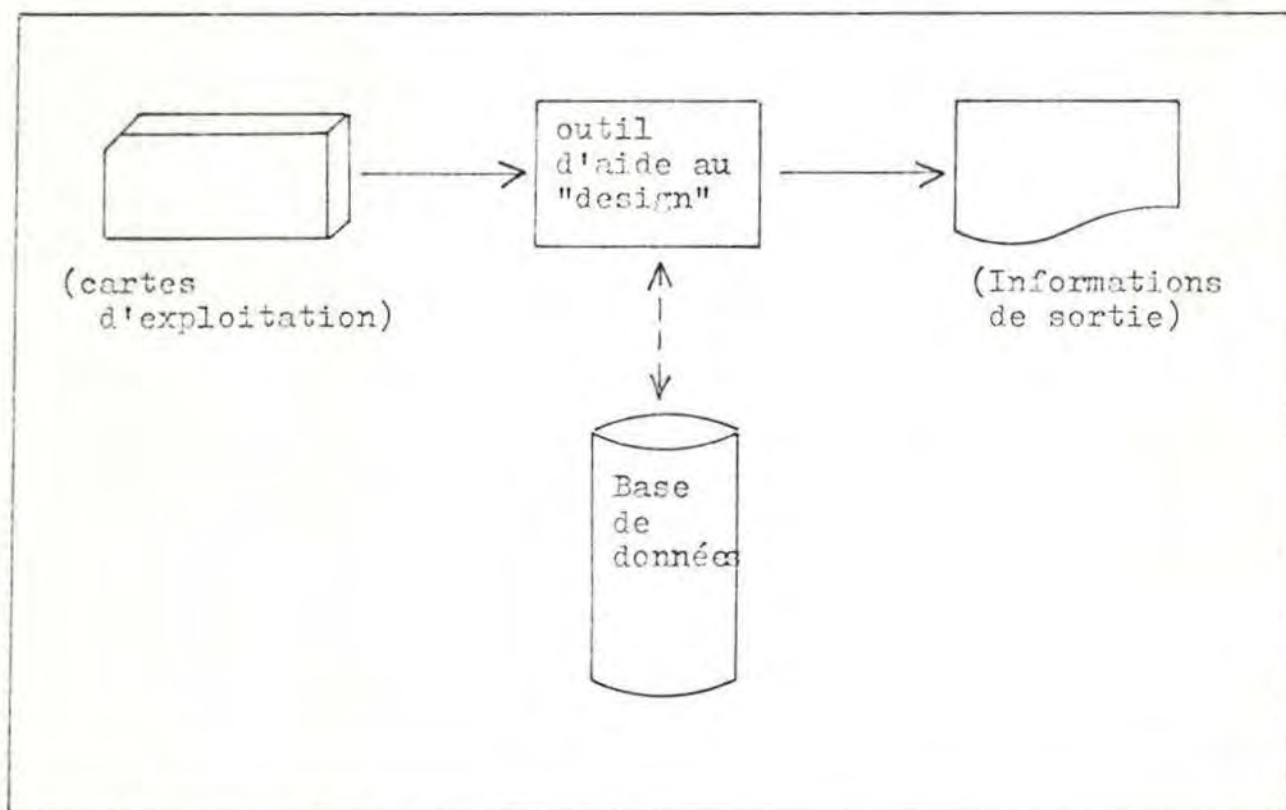 outil
d'aide au
"design"
(cartes
d'exploitation)
(Informations
de sortie)
Base
de
données